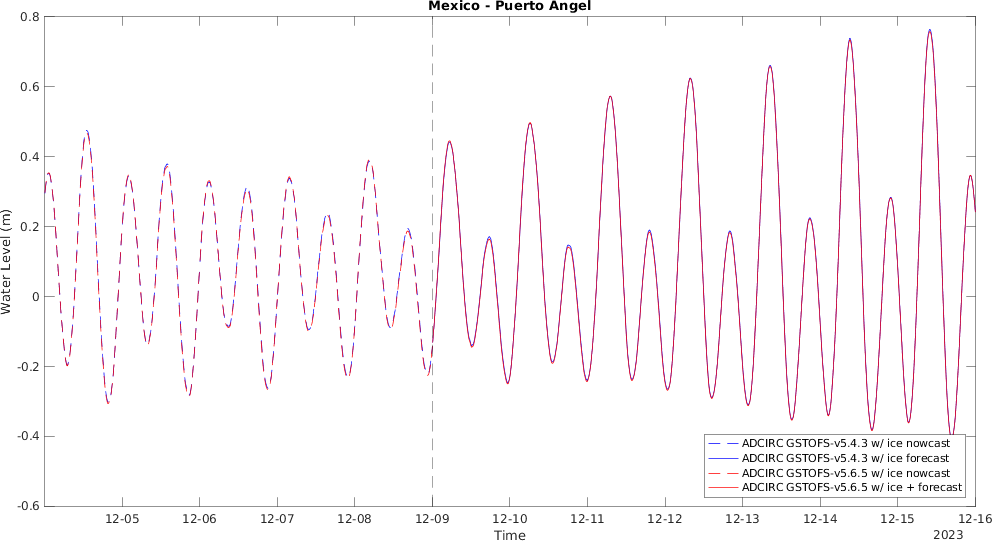 Mexico - Puerto Angel
Water Level (m)
0.8
0.6
0.4
0.2
0
-0.2
-0.4
-0.6
ADCIRC GSTOFS-v5.4.3 w/ ice nowcast
ADCIRC GSTOFS-v5.4.3 w/ ice forecast
ADCIRC GSTOFS-v5.6.5 w/ ice nowcast
ADCIRC GSTOFS-v5.6.5 w/ ice + forecast
12-05 12-06 12-07 12-08 12-09 12-10 12-11 12-12 12-13 12-14 12-15 12-16
Time
2023